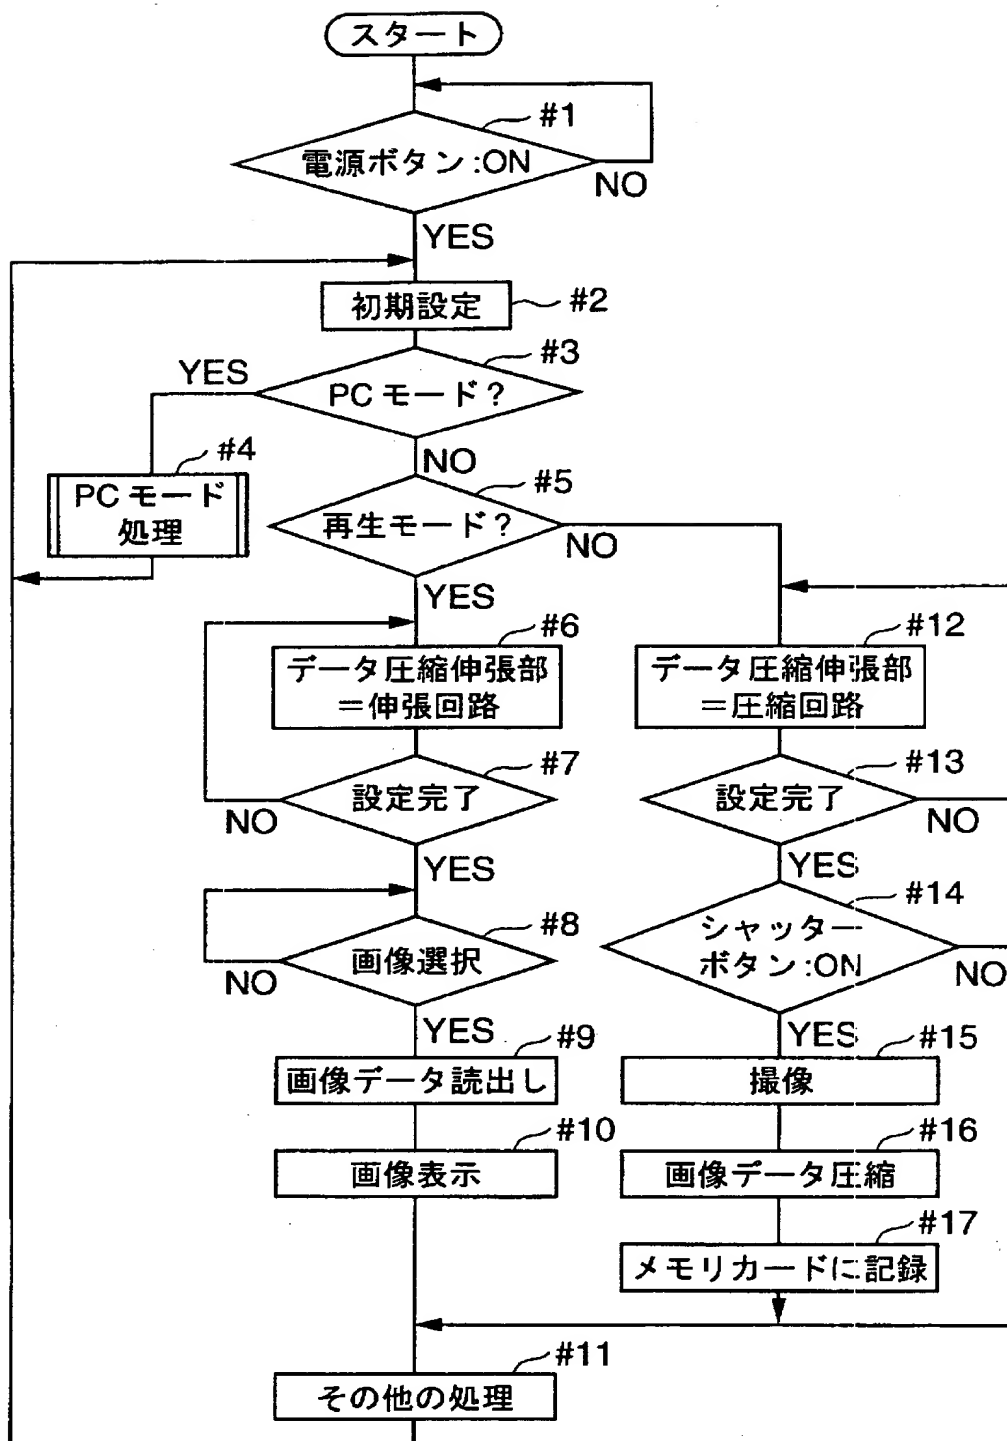 スタート
#1
電源ボタン:ON
NO
YES
初期設定
#2
#3
YES
PCモード?
#4
NO
PCモード
処理
#5
再生モード?
NO
YES
#6
データ圧縮伸張部
=伸張回路
#12
データ圧縮伸張部
=圧縮回路
#7
設定完了
NO
YES
#13
設定完了
NO
YES
#8
画像選択
NO
YES
#14
シャッター
ボタン:ON
NO
YES
#9
画像データ読出し
#15
撮像
#10
画像表示
#16
画像データ圧縮
#17
メモリカードに記録
#11
その他の処理